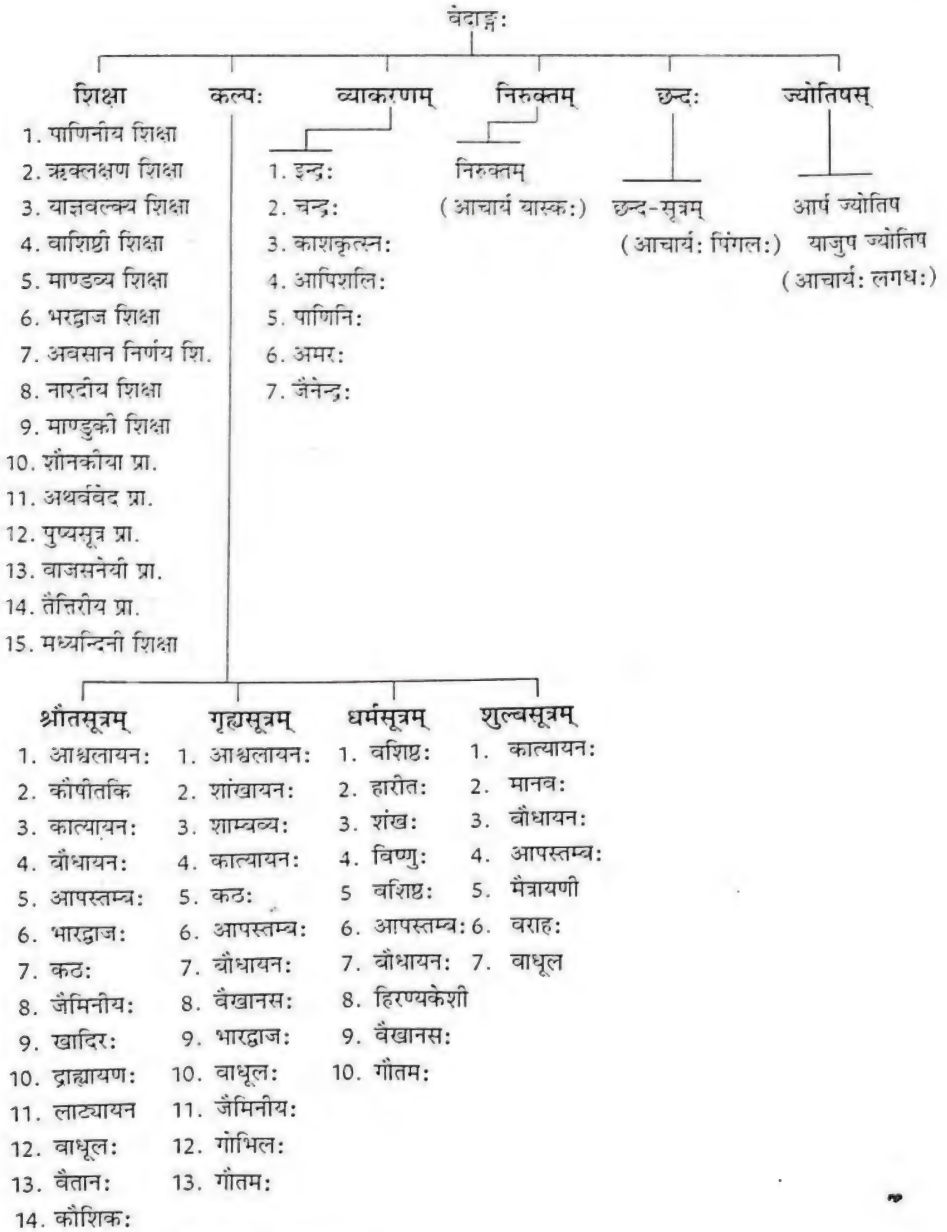 वेदाङ्गः
शिक्षा कल्पः व्याकरणम् निरुक्तम् छन्दः ज्योतिषस्
1. पाणिनीय शिक्षा
2. ऋक्लक्षण शिक्षा
3. याज्ञवल्क्य शिक्षा
4. वाशिष्ठी शिक्षा
5. माण्डव्य शिक्षा
6. भरद्वाज शिक्षा
7. अवसान निर्णय शि.
8. नारदीय शिक्षा
9. माण्डुकी शिक्षा
10. शौनकीया प्रा.
11. अथर्ववेद प्रा.
12. पुष्यसूत्र प्रा.
13. वाजसनेयी प्रा.
14. तैत्तिरीय प्रा.
15. मध्यन्दिनी शिक्षा
1. इन्द्रः
2. चन्द्रः
3. काशकृत्स्नः
4. आपिशलिः
5. पाणिनिः
6. अमरः
7. जैनेन्द्रः
निरुक्तम्
(आचार्य यास्कः)
छन्द-सूत्रम्
(आचार्यः पिंगलः)
आर्ष ज्योतिष
याजुष ज्योतिष
(आचार्यः लगधः)
श्रौतसूत्रम् गृह्यसूत्रम् धर्मसूत्रम् शुल्बसूत्रम्
1. आश्वलायनः
2. कौषीतकि
3. कात्यायनः
4. बौधायनः
5. आपस्तम्बः
6. भारद्वाजः
7. कठः
8. जैमिनीयः
9. खादिरः
10. द्राह्यायणः
11. लाट्यायन
12. वाधूलः
13. वैतानः
14. कौशिकः
1. आश्वलायनः
2. शांखायनः
3. शाम्बव्यः
4. कात्यायनः
5. कठः
6. आपस्तम्बः
7. बौधायनः
8. वैखानसः
9. भारद्वाजः
10. वाधूलः
11. जैमिनीयः
12. गोभिलः
13. गौतमः
1. वशिष्ठः
2. हारीतः
3. शंखः
4. विष्णुः
5 वशिष्ठः
6. आपस्तम्बः
7. बौधायनः
8. हिरण्यकेशी
9. वैखानसः
10. गौतमः
1. कात्यायनः
2. मानवः
3. बौधायनः
4. आपस्तम्बः
5. मैत्रायणी
6. वराहः
7. वाधूल